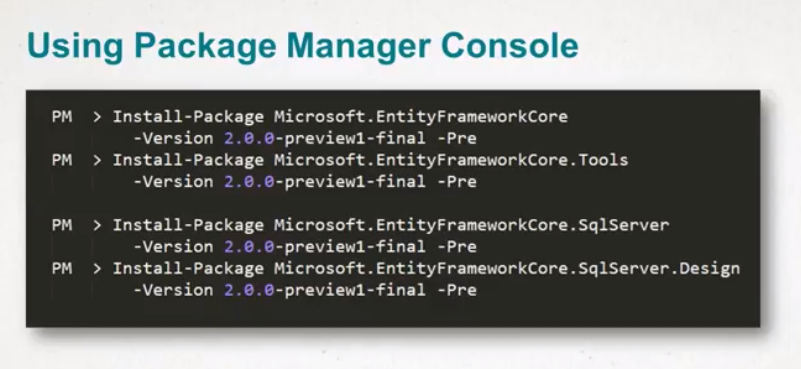 Using Package Manager Console
PM > Install-Package Microsoft.EntityFrameworkCore
-Version 2.0.0-preview1-final -Pre
PM > Install-Package Microsoft.EntityFrameworkCore.Tools
-Version 2.0.0-preview1-final -Pre
PM > Install-Package Microsoft.EntityFrameworkCore.SqlServer
-Version 2.0.0-preview1-final -Pre
PM > Install-Package Microsoft.EntityFrameworkCore.SqlServer.Design
-Version 2.0.0-preview1-final -Pre